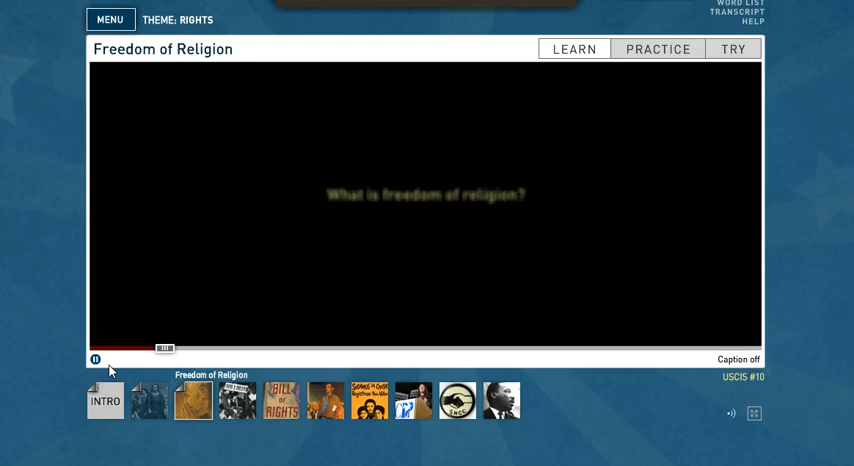 WORD LIST
TRANSCRIPT
HELP
MENU
THEME: RIGHTS
Freedom of Religion
LEARN
PRACTICE
TRY
What is freedom of religion?
Caption off
Freedom of Religion
USCIS #10
INTRO
BILL
OF
RIGHTS
SNCC